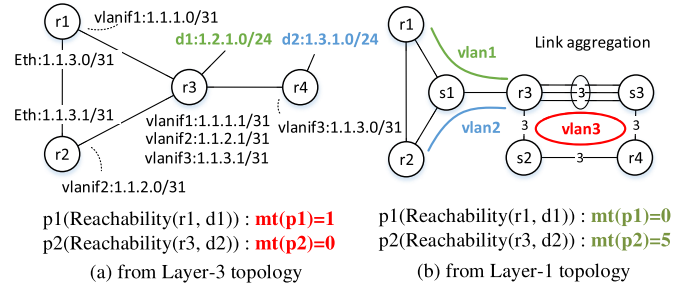 r1
vlanif1:1.1.1.0/31
d1:1.2.1.0/24
d2:1.3.1.0/24
Eth:1.1.3.0/31
r3
r4
Eth:1.1.3.1/31
vlanif1:1.1.1.1/31
vlanif2:1.1.2.1/31
vlanif3:1.1.3.1/31
vlanif3:1.1.3.0/31
r2
vlanif2:1.1.2.0/31
p1(Reachability(r1, d1)) : mt(p1)=1
p2(Reachability(r3, d2)) : mt(p2)=0
(a) from Layer-3 topology
r1
vlan1
Link aggregation
s1
r3
3
s3
vlan2
3
vlan3
3
r2
s2
3
r4
p1(Reachability(r1, d1)) : mt(p1)=0
p2(Reachability(r3, d2)) : mt(p2)=5
(b) from Layer-1 topology